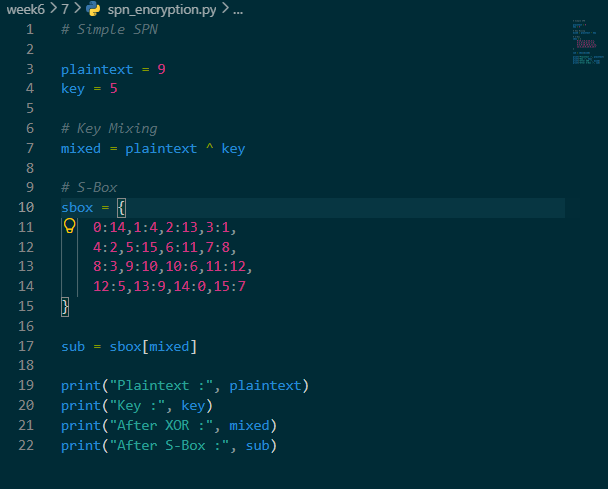 week6 > 7 > spn_encryption.py > ...
1 # Simple SPN
2
3 plaintext = 9
4 key = 5
5
6 # Key Mixing
7 mixed = plaintext ^ key
8
9 # S-Box
10 sbox = {
11     0:14,1:4,2:13,3:1,
12     4:2,5:15,6:11,7:8,
13     8:3,9:10,10:6,11:12,
14     12:5,13:9,14:0,15:7
15 }
16
17 sub = sbox[mixed]
18
19 print("Plaintext :", plaintext)
20 print("Key :", key)
21 print("After XOR :", mixed)
22 print("After S-Box :", sub)